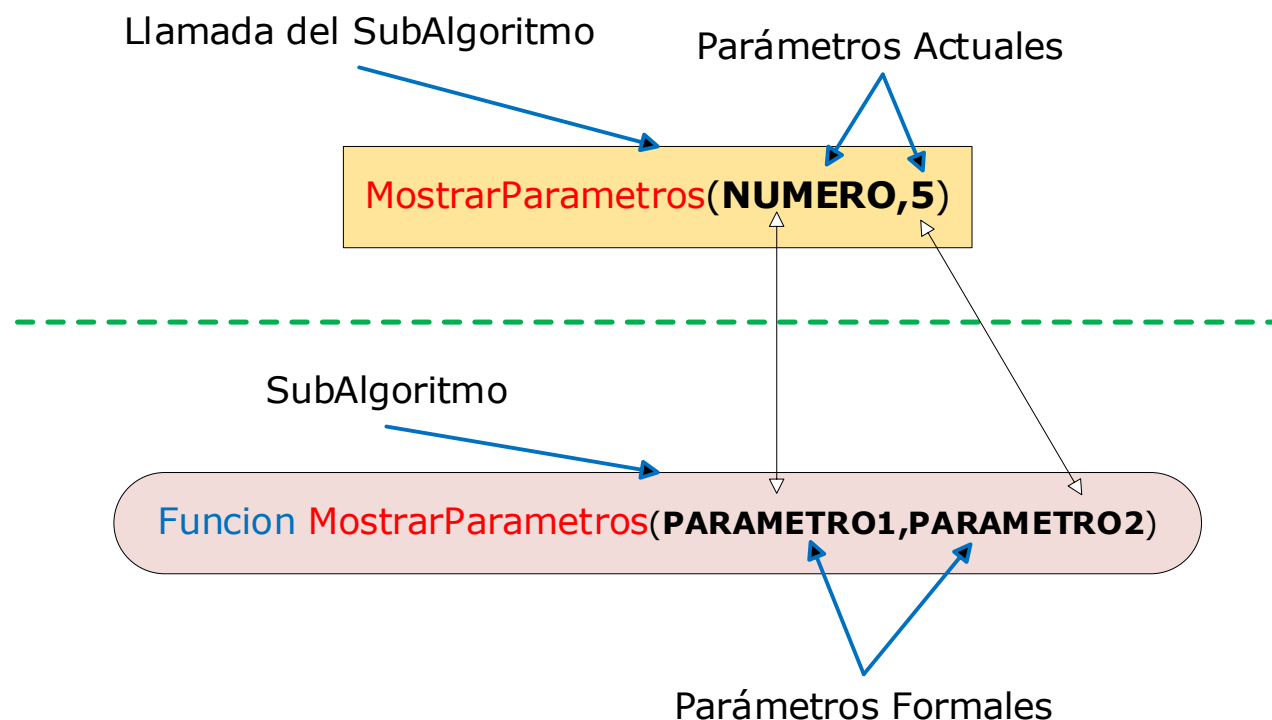 Llamada del SubAlgoritmo
Parámetros Actuales
MostrarParametros(NUMERO,5)
SubAlgoritmo
Funcion MostrarParametros(PARAMETRO1,PARAMETRO2)
Parámetros Formales